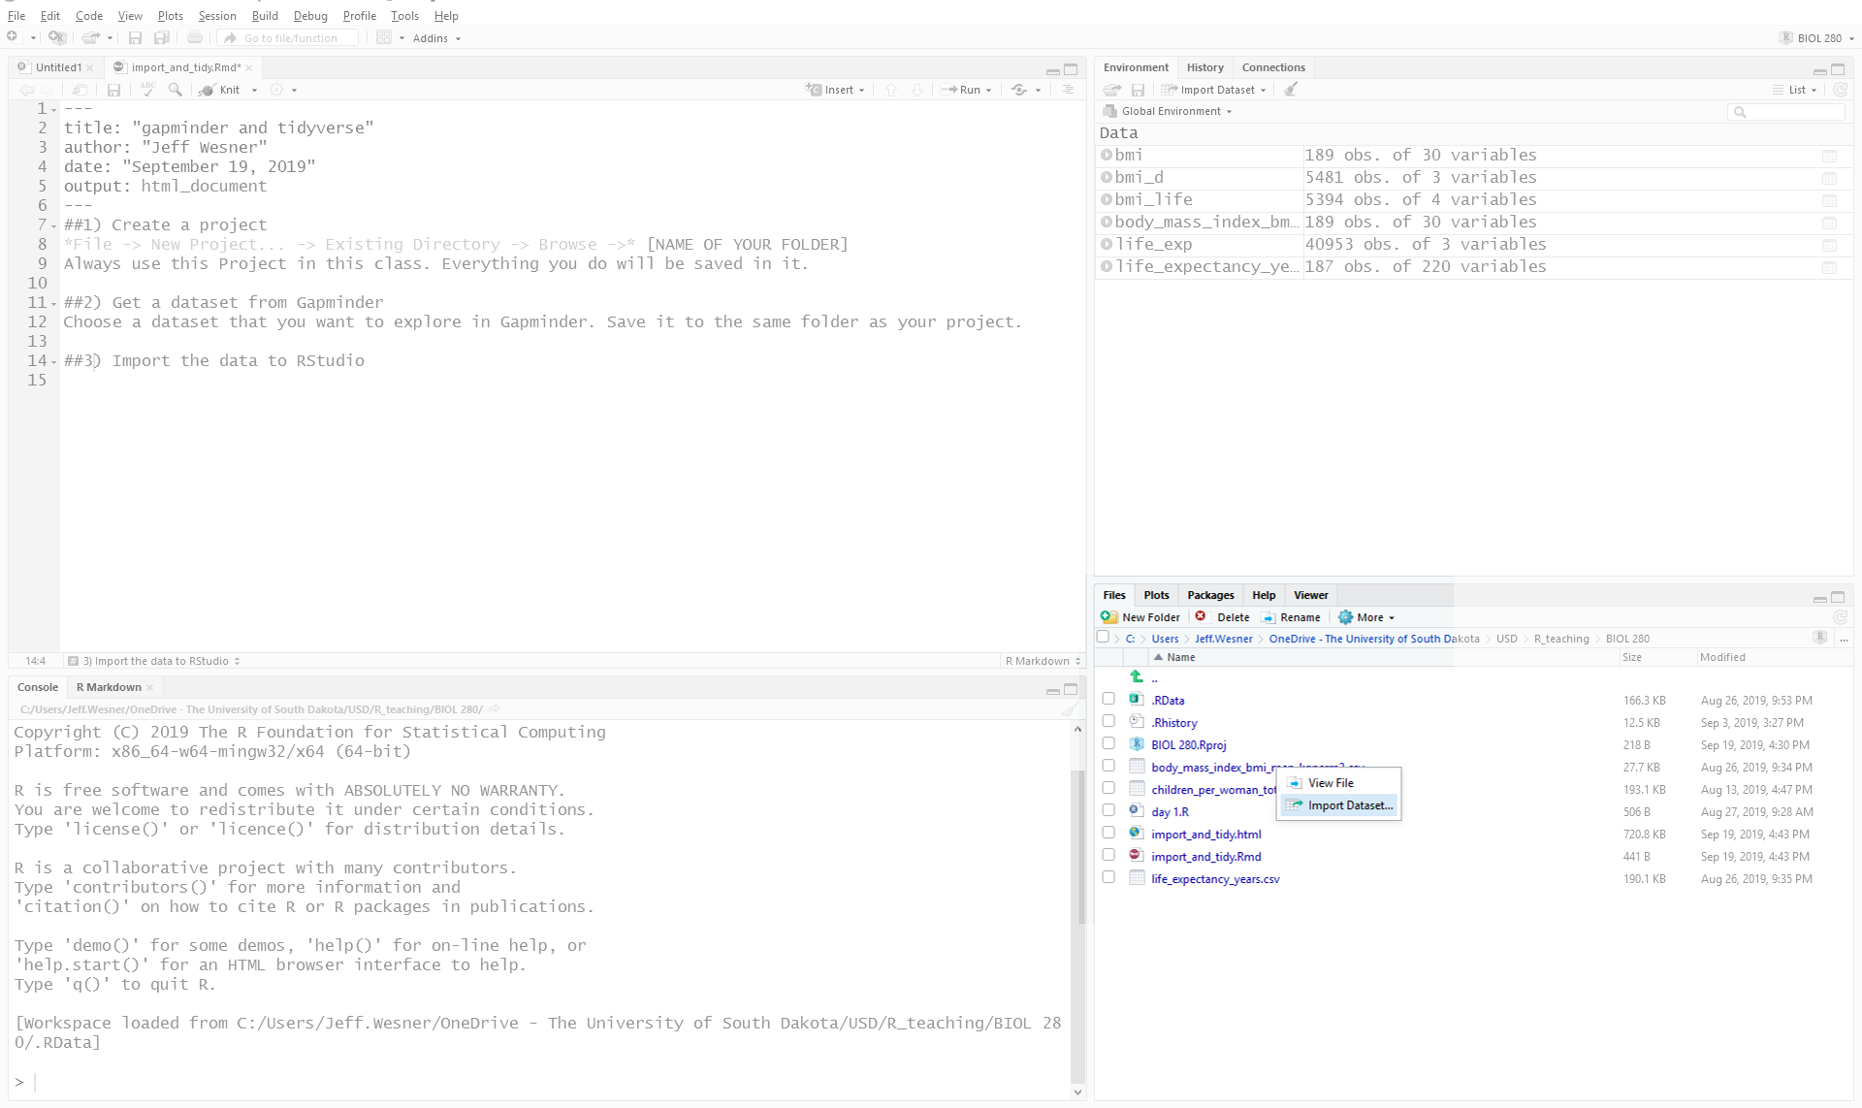 File Edit Code View Plots Session Build Debug Profile Tools Help
Go to file/function Addins BIOL 280
Untitled1 import_and_tidy.Rmd*
ABC Knit Insert Run
1 ---
2 title: "gapminder and tidyverse"
3 author: "Jeff Wesner"
4 date: "September 19, 2019"
5 output: html_document
6 ---
7 ##1) Create a project
8 *File -> New Project... -> Existing Directory -> Browse ->* [NAME OF YOUR FOLDER]
9 Always use this Project in this class. Everything you do will be saved in it.
10
11 ##2) Get a dataset from Gapminder
12 Choose a dataset that you want to explore in Gapminder. Save it to the same folder as your project.
13
14 ##3) Import the data to RStudio
15
14:4 3) Import the data to RStudio R Markdown
Console R Markdown
C:/Users/Jeff.Wesner/OneDrive - The University of South Dakota/USD/R_teaching/BIOL 280/
Copyright (C) 2019 The R Foundation for Statistical Computing
Platform: x86_64-w64-mingw32/x64 (64-bit)
R is free software and comes with ABSOLUTELY NO WARRANTY.
You are welcome to redistribute it under certain conditions.
Type 'license()' or 'licence()' for distribution details.
R is a collaborative project with many contributors.
Type 'contributors()' for more information and
'citation()' on how to cite R or R packages in publications.
Type 'demo()' for some demos, 'help()' for on-line help, or
'help.start()' for an HTML browser interface to help.
Type 'q()' to quit R.
[Workspace loaded from C:/Users/Jeff.Wesner/OneDrive - The University of South Dakota/USD/R_teaching/BIOL 28
0/.RData]
>
Environment History Connections
Import Dataset List
Global Environment
Data
bmi 189 obs. of 30 variables
bmi_d 5481 obs. of 3 variables
bmi_life 5394 obs. of 4 variables
body_mass_index_bm... 189 obs. of 30 variables
life_exp 40953 obs. of 3 variables
life_expectancy_ye... 187 obs. of 220 variables
Files Plots Packages Help Viewer
New Folder Delete Rename More
C: Users Jeff.Wesner OneDrive - The University of South Dakota USD R_teaching BIOL 280 ...
Name Size Modified
..
.RData 166.3 KB Aug 26, 2019, 9:53 PM
.Rhistory 12.5 KB Sep 3, 2019, 3:27 PM
BIOL 280.Rproj 218 B Sep 19, 2019, 4:30 PM
body_mass_index_bmi 27.7 KB Aug 26, 2019, 9:34 PM
View File
children_per_woman_tot 193.1 KB Aug 13, 2019, 4:47 PM
Import Dataset...
day 1.R 506 B Aug 27, 2019, 9:28 AM
import_and_tidy.html 720.8 KB Sep 19, 2019, 4:43 PM
import_and_tidy.Rmd 441 B Sep 19, 2019, 4:43 PM
life_expectancy_years.csv 190.1 KB Aug 26, 2019, 9:35 PM